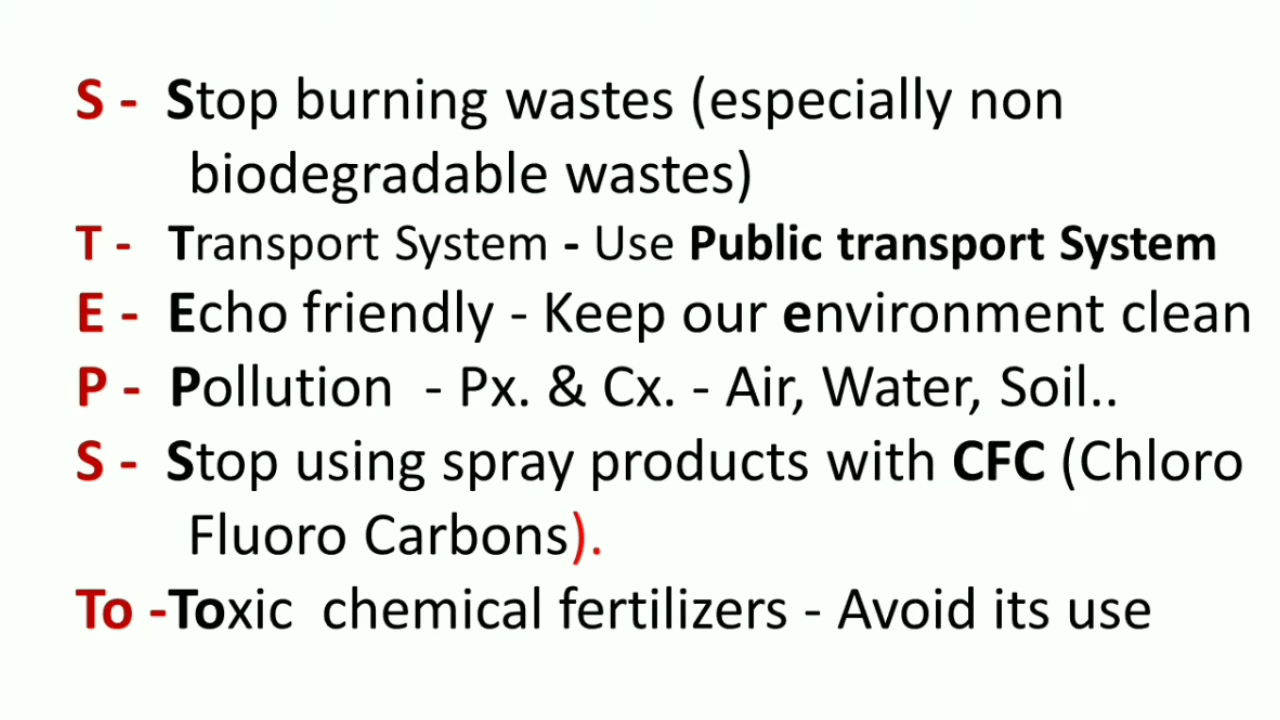 S - Stop burning wastes (especially non
biodegradable wastes)
T - Transport System - Use Public transport System
E - Echo friendly - Keep our environment clean
P - Pollution - Px. & Cx. - Air, Water, Soil..
S - Stop using spray products with CFC (Chloro
Fluoro Carbons).
To -Toxic chemical fertilizers - Avoid its use